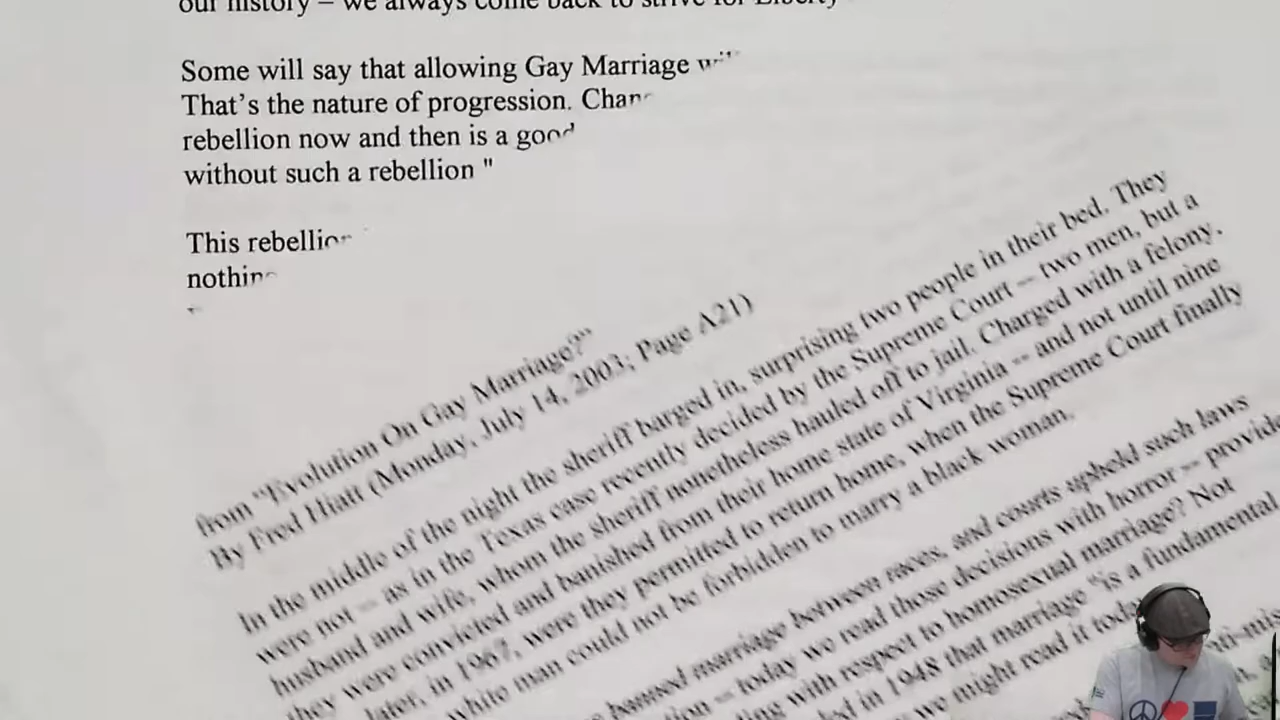 our history – we always come back to strive for Liberty
Some will say that allowing Gay Marriage
That's the nature of progression.
rebellion now and then is a good
without such a rebellion "
This rebellion
from "Evolution On Gay Marriage?"
By Fred Hiatt (Monday, July 14, 2003; Page A21)
In the middle of the night the sheriff barged in, surprising two people in their bed. They
were not -- as in the Texas case recently decided by the Supreme Court -- two men, but a
husband and wife, whom the sheriff nonetheless hauled off to jail. Charged with a felony,
they were convicted and banished from their home state of Virginia -- and not until nine
later, in 1967, were they permitted to return home, when the Supreme Court finally
white man could not be forbidden to marry a black woman.
banned marriage between races, and courts upheld such laws
-- today we read those decisions with horror --
with respect to homosexual marriage? Not
in 1948 that marriage "is a fundamental
we might read it